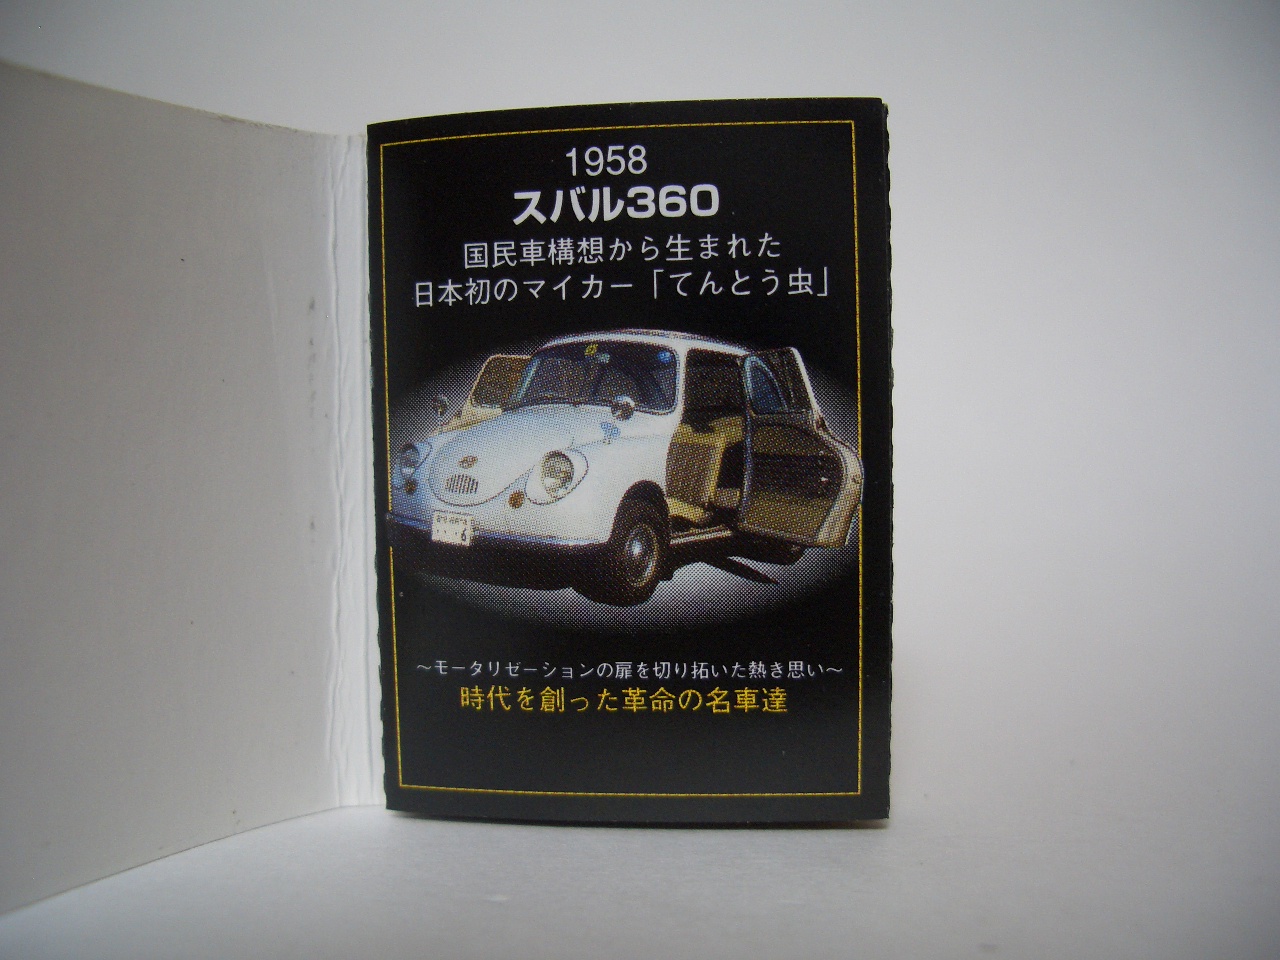 1958
スバル360
国民車構想から生まれた
日本初のマイカー「てんとう虫」
～モータリゼーションの扉を切り拓いた熱き思い～
時代を創った革命の名車達